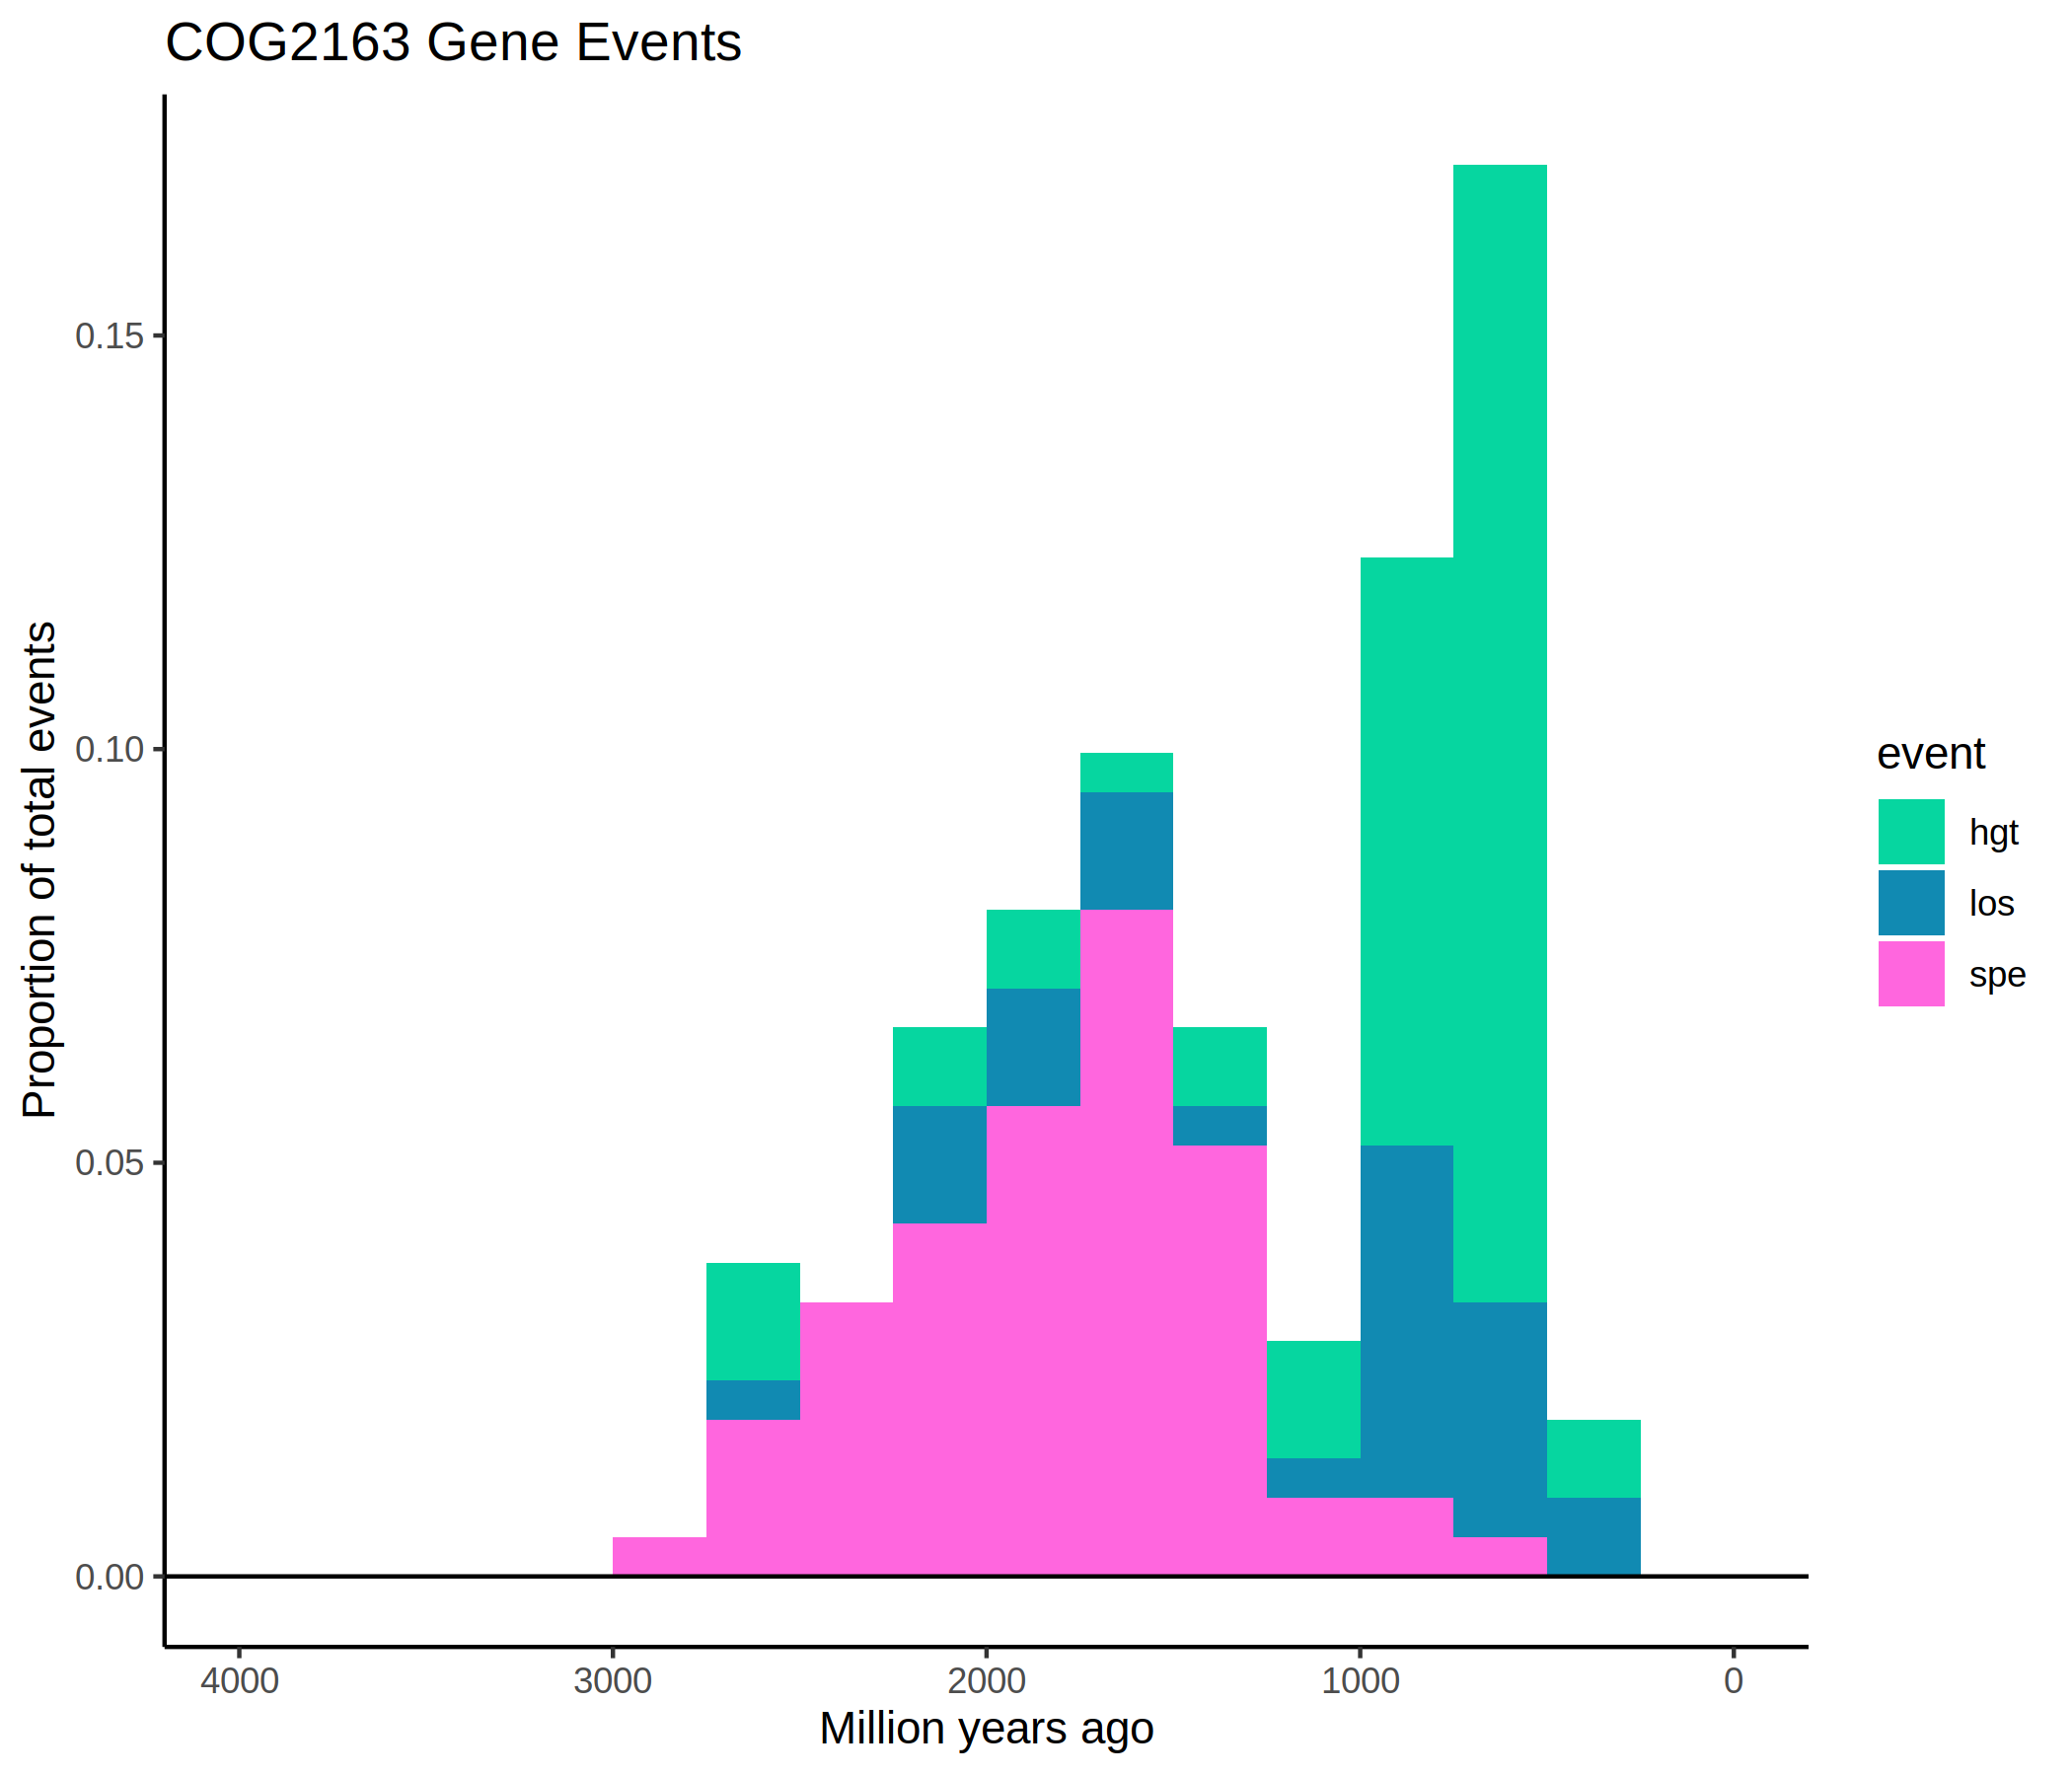 COG2163 Gene Events
Proportion of total events
0.15
0.10
0.05
0.00
4000 3000 2000 1000 0
Million years ago
event
hgt
los
spe